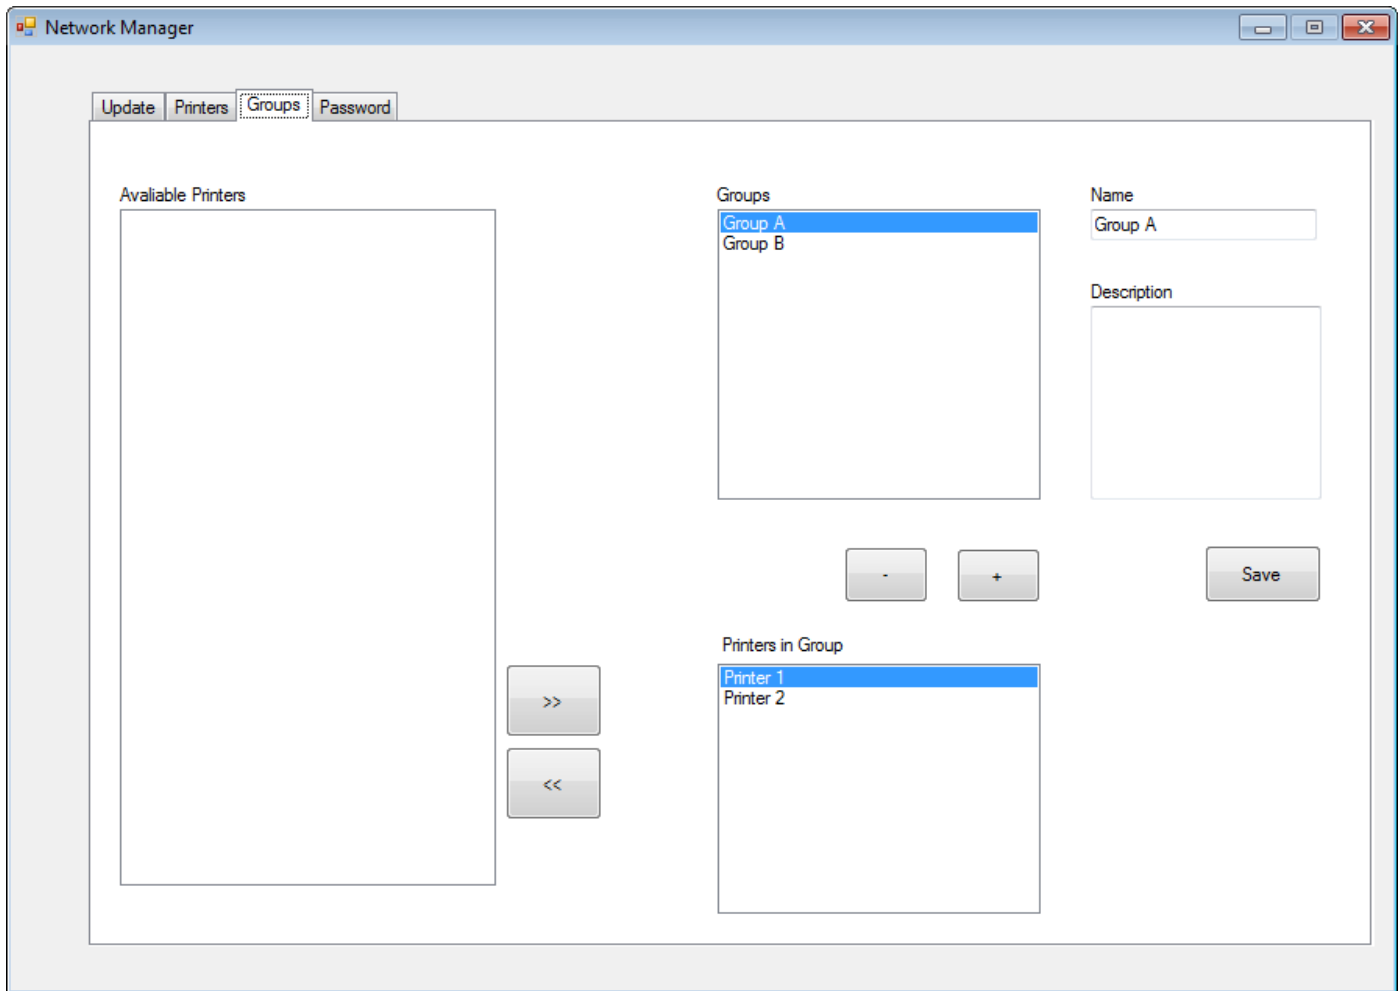 Network Manager
Update Printers Groups Password
Avaliable Printers
Groups
Group A
Group B
Name
Group A
Description
- +
Save
Printers in Group
Printer 1
Printer 2
>>
<<